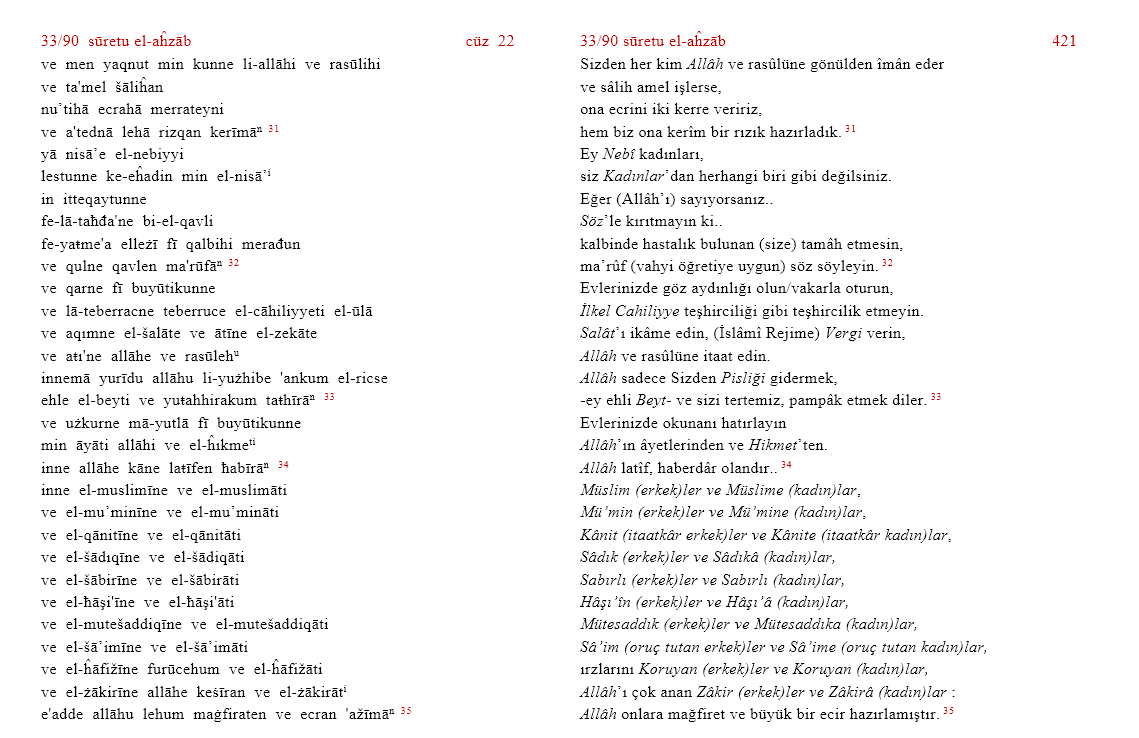 33/90 sūretu el-aĥzāb cüz 22
ve men yaqnut min kunne li-allāhi ve rasūlihi
ve ta'mel šāliĥan
nu’tihā ecrahā merrateyni
ve a'tednā lehā rizqan kerīmāⁿ 31
yā nisā’e el-nebiyyi
lestunne ke-eĥadin min el-nisā’ⁱ
in itteqaytunne
fe-lā-taħđa'ne bi-el-qavli
fe-yaŧme'a elleżī fī qalbihi merađun
ve qulne qavlen ma'rūfāⁿ 32
ve qarne fī buyūtikunne
ve lā-teberracne teberruce el-cāhiliyyeti el-ūlā
ve aqımne el-šalāte ve ātīne el-zekāte
ve aŧı'ne allāhe ve rasūlehᵘ
innemā yurīdu allāhu li-yużhibe 'ankum el-ricse
ehle el-beyti ve yuŧahhirakum taŧhīrāⁿ 33
ve użkurne mā-yutlā fī buyūtikunne
min āyāti allāhi ve el-ĥıkmeᵗⁱ
inne allāhe kāne laŧīfen ħabīrāⁿ 34
inne el-muslimīne ve el-muslimāti
ve el-mu’minīne ve el-mu’mināti
ve el-qānitīne ve el-qānitāti
ve el-šādıqīne ve el-šādiqāti
ve el-šābirīne ve el-šābirāti
ve el-ħāşi'īne ve el-ħāşi'āti
ve el-mutešaddiqīne ve el-mutešaddiqāti
ve el-šā’imīne ve el-šā’imāti
ve el-ĥāfižīne furūcehum ve el-ĥāfižāti
ve el-żākirīne allāhe keśīran ve el-żākirātⁱ
e'adde allāhu lehum maġfiraten ve ecran 'ažīmāⁿ 35
33/90 sūretu el-aĥzāb 421
Sizden her kim Allâh ve rasûlüne gönülden îmân eder
ve sâlih amel işlerse,
ona ecrini iki kerre veririz,
hem biz ona kerîm bir rızık hazırladık. 31
Ey Nebî kadınları,
siz Kadınlar’dan herhangi biri gibi değilsiniz.
Eğer (Allâh’ı) sayıyorsanız..
Söz’le kırıtmayın ki..
kalbinde hastalık bulunan (size) tamâh etmesin,
ma’rûf (vahyi öğretiye uygun) söz söyleyin. 32
Evlerinizde göz aydınlığı olun/vakarla oturun,
İlkel Cahiliyye teşhirciliği gibi teşhircilik etmeyin.
Salât’ı ikâme edin, (İslâmî Rejime) Vergi verin,
Allâh ve rasûlüne itaat edin.
Allâh sadece Sizden Pisliği gidermek,
-ey ehli Beyt- ve sizi tertemiz, pampâk etmek diler. 33
Evlerinizde okunanı hatırlayın
Allâh’ın âyetlerinden ve Hikmet’ten.
Allâh latîf, haberdâr olandır.. 34
Müslim (erkek)ler ve Müslime (kadın)lar,
Mü’min (erkek)ler ve Mü’mine (kadın)lar,
Kânit (itaatkâr erkek)ler ve Kânite (itaatkâr kadın)lar,
Sâdık (erkek)ler ve Sâdıkâ (kadın)lar,
Sabırlı (erkek)ler ve Sabırlı (kadın)lar,
Hâşı’în (erkek)ler ve Hâşı’â (kadın)lar,
Mütesaddık (erkek)ler ve Mütesaddıka (kadın)lar,
Sâ’im (oruç tutan erkek)ler ve Sâ’ime (oruç tutan kadın)lar,
ırzlarını Koruyan (erkek)ler ve Koruyan (kadın)lar,
Allâh’ı çok anan Zâkir (erkek)ler ve Zâkirâ (kadın)lar :
Allâh onlara mağfiret ve büyük bir ecir hazırlamıştır. 35